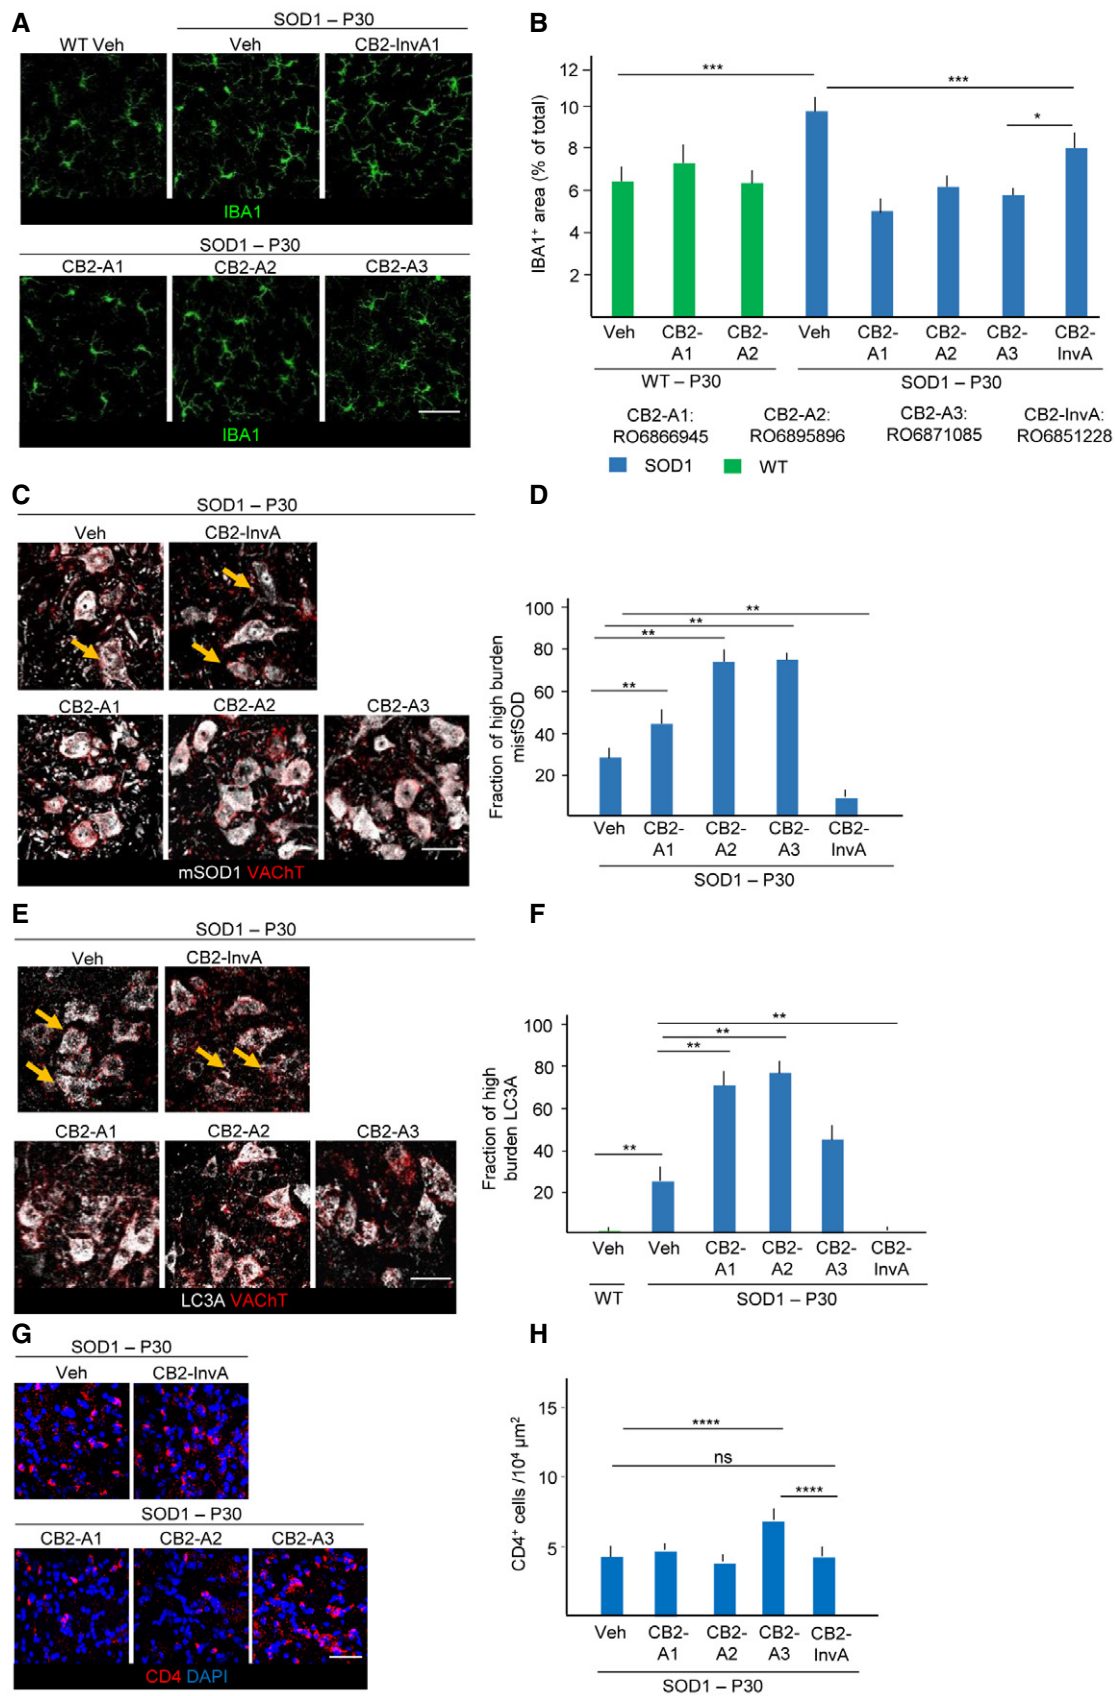 A
SOD1 – P30
WT Veh
Veh
CB2-InvA1
IBA1
SOD1 – P30
CB2-A1
CB2-A2
CB2-A3
IBA1
B
IBA1+ area (% of total)
12
10
8
6
4
2
***
***
*
Veh
CB2-A1
CB2-A2
Veh
CB2-A1
CB2-A2
CB2-A3
CB2-InvA
WT – P30
SOD1 – P30
CB2-A1:
RO6866945
CB2-A2:
RO6895896
CB2-A3:
RO6871085
CB2-InvA:
RO6851228
SOD1
WT
C
SOD1 – P30
Veh
CB2-InvA
CB2-A1
CB2-A2
CB2-A3
mSOD1 VAChT
D
Fraction of high burden
misfSOD
100
80
60
40
20
**
**
**
**
Veh
CB2-A1
CB2-A2
CB2-A3
CB2-InvA
SOD1 – P30
E
SOD1 – P30
Veh
CB2-InvA
CB2-A1
CB2-A2
CB2-A3
LC3A VAChT
F
Fraction of high
burden LC3A
100
80
60
40
20
**
**
**
**
Veh
Veh
CB2-A1
CB2-A2
CB2-A3
CB2-InvA
WT
SOD1 – P30
G
SOD1 – P30
Veh
CB2-InvA
SOD1 – P30
CB2-A1
CB2-A2
CB2-A3
CD4 DAPI
H
CD4+ cells /10⁴ µm²
15
10
5
****
ns
****
Veh
CB2-A1
CB2-A2
CB2-A3
CB2-InvA
SOD1 – P30